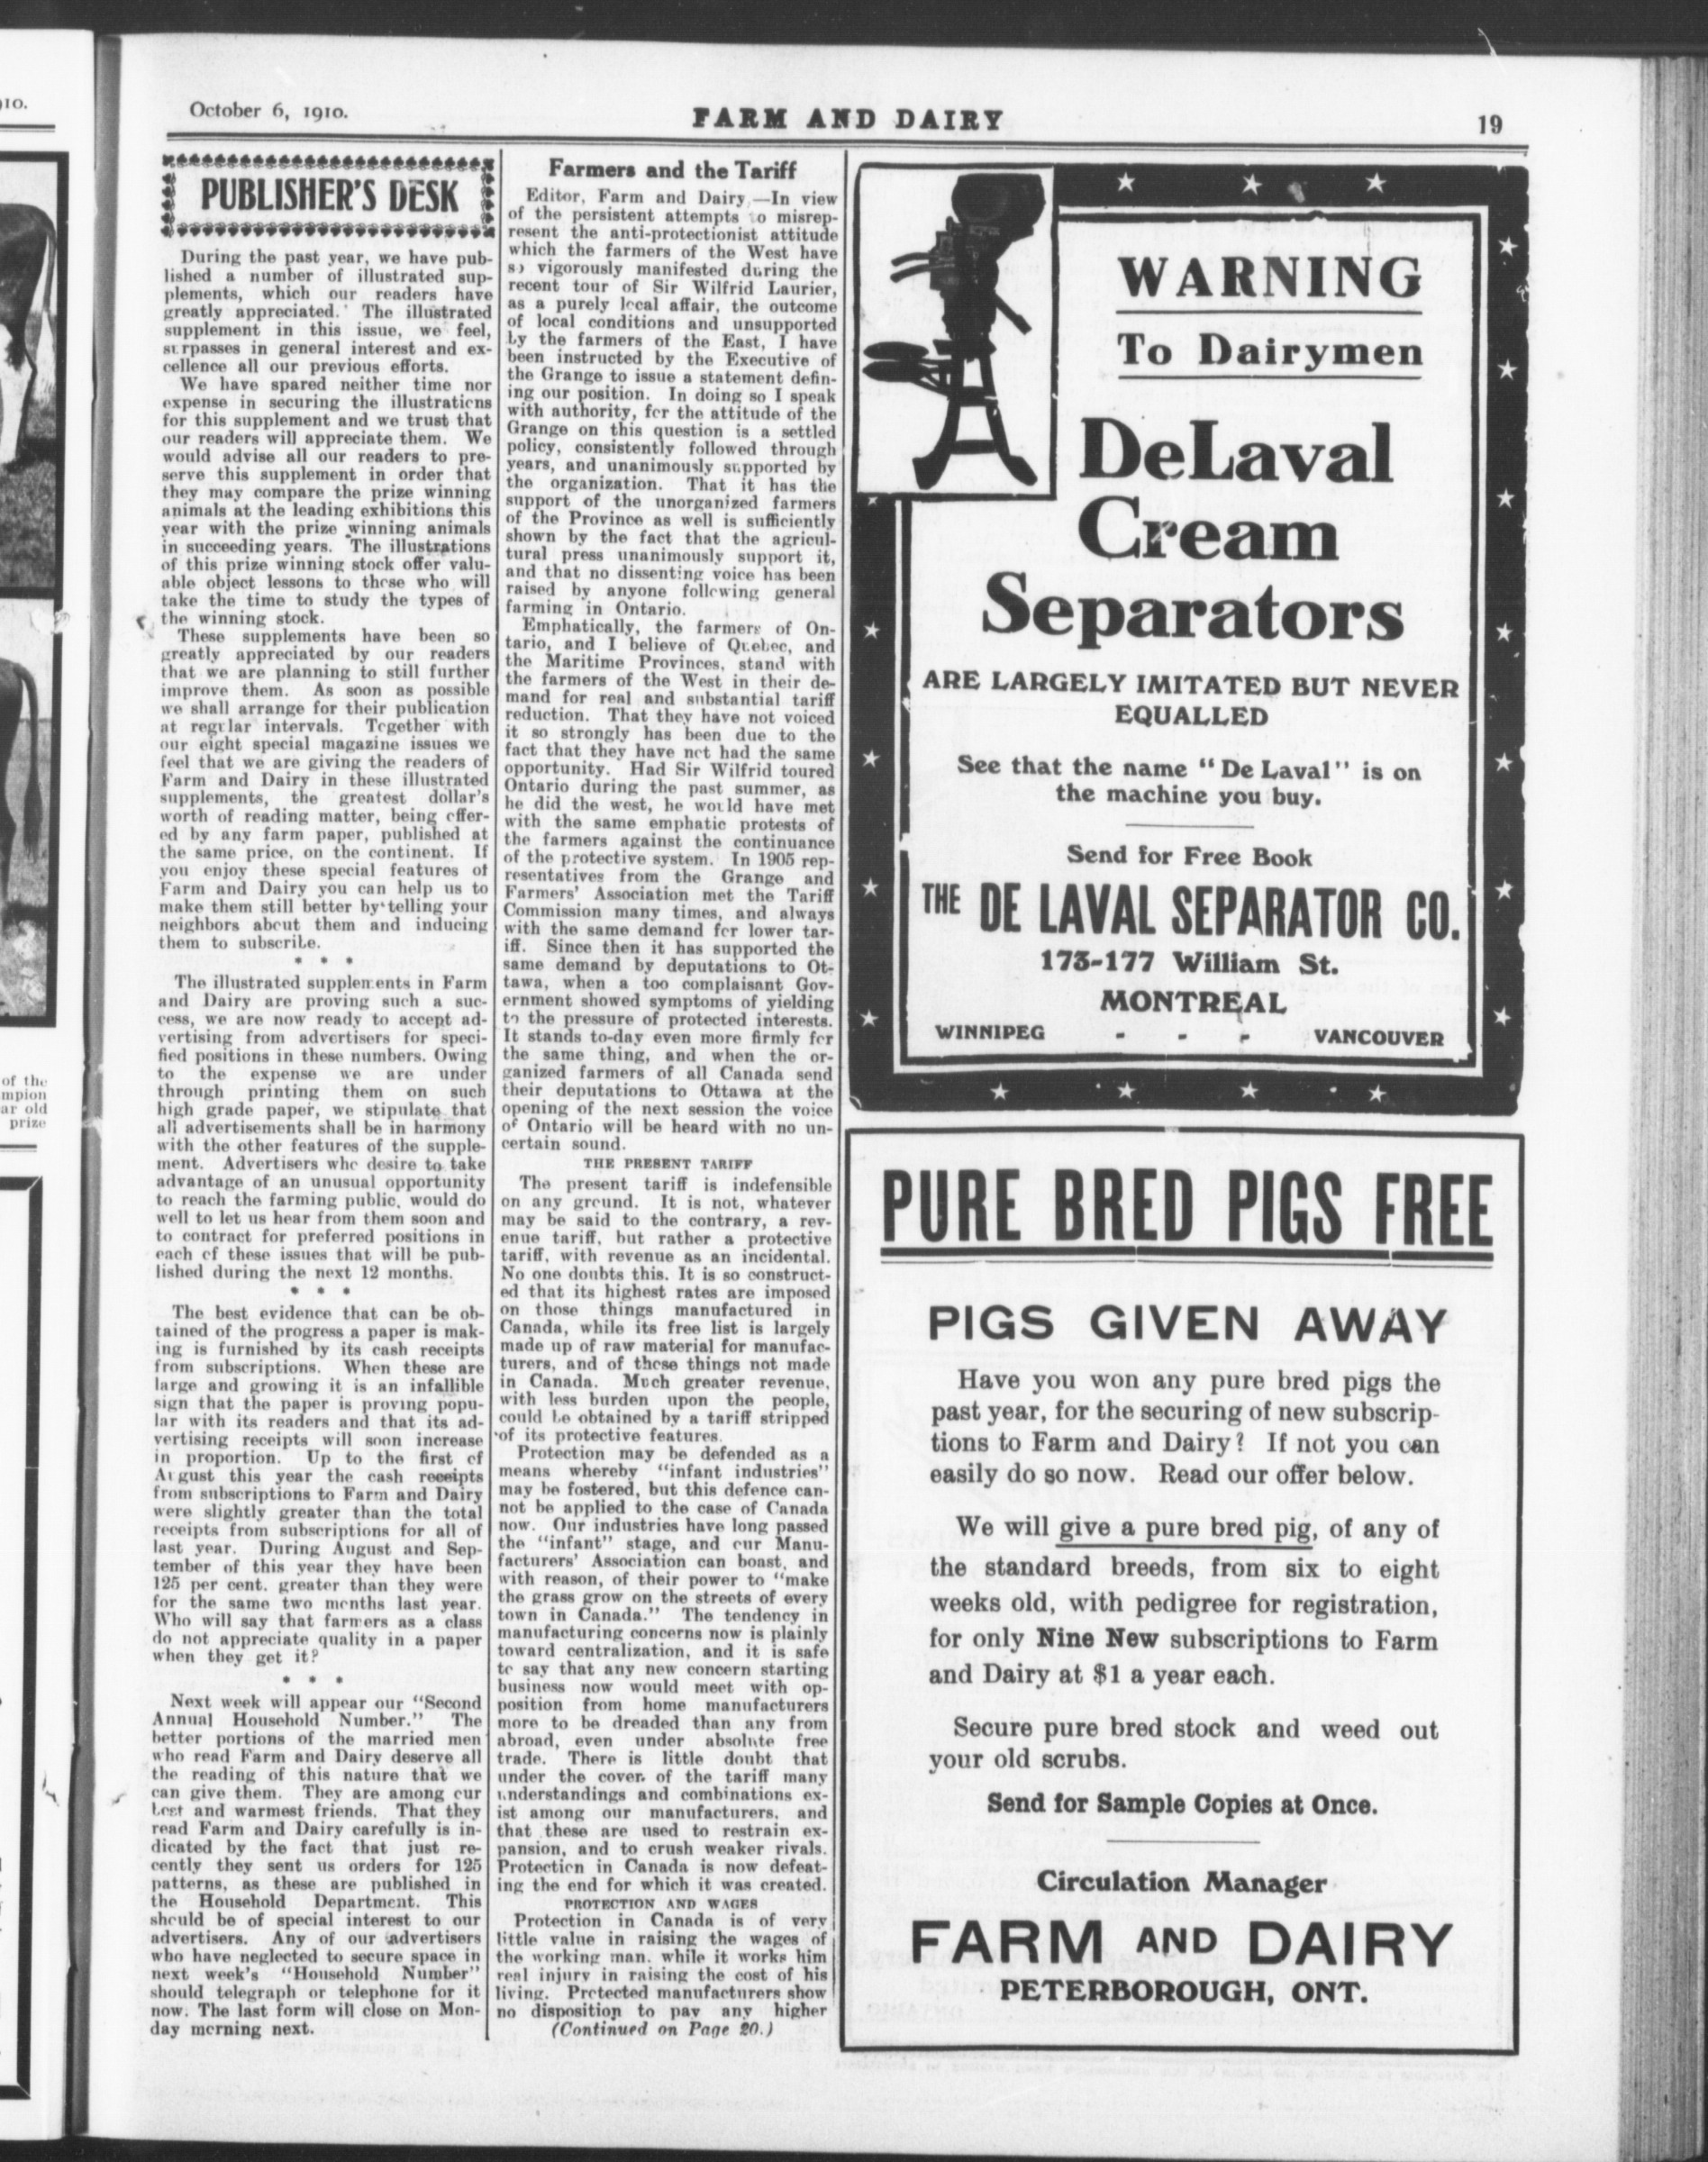 910.
of the
mpion
ar old
prize
October 6, 1910.
FARM AND DAIRY
19
PUBLISHER'S DESK
During the past year, we have pub-
lished a number of illustrated sup-
plements, which our readers have
greatly appreciated. The illustrated
supplement in this issue, we feel,
surpasses in general interest and ex-
cellence all our previous efforts.
We have spared neither time nor
expense in securing the illustrations
for this supplement and we trust that
our readers will appreciate them. We
would advise all our readers to pre-
serve this supplement in order that
they may compare the prize winning
animals at the leading exhibitions this
year with the prize winning animals
in succeeding years. The illustrations
of this prize winning stock offer valu-
able object lessons to those who will
take the time to study the types of
the winning stock.
These supplements have been so
greatly appreciated by our readers
that we are planning to still further
improve them. As soon as possible
we shall arrange for their publication
at regular intervals. Together with
our eight special magazine issues we
feel that we are giving the readers of
Farm and Dairy in these illustrated
supplements, the greatest dollar's
worth of reading matter, being offer-
ed by any farm paper, published at
the same price, on the continent. If
you enjoy these special features of
Farm and Dairy you can help us to
make them still better by telling your
neighbors about them and inducing
them to subscribe.
* * *
The illustrated supplements in Farm
and Dairy are proving such a suc-
cess, we are now ready to accept ad-
vertising from advertisers for speci-
fied positions in these numbers. Owing
to the expense we are under
through printing them on such
high grade paper, we stipulate that
all advertisements shall be in harmony
with the other features of the supple-
ment. Advertisers who desire to take
advantage of an unusual opportunity
to reach the farming public, would do
well to let us hear from them soon and
to contract for preferred positions in
each of these issues that will be pub-
lished during the next 12 months.
* * *
The best evidence that can be ob-
tained of the progress a paper is mak-
ing is furnished by its cash receipts
from subscriptions. When these are
large and growing it is an infallible
sign that the paper is proving popu-
lar with its readers and that its ad-
vertising receipts will soon increase
in proportion. Up to the first of
August this year the cash receipts
from subscriptions to Farm and Dairy
were slightly greater than the total
receipts from subscriptions for all of
last year. During August and Sep-
tember of this year they have been
125 per cent. greater than they were
for the same two months last year.
Who will say that farmers as a class
do not appreciate quality in a paper
when they get it?
* * *
Next week will appear our "Second
Annual Household Number." The
better portions of the married men
who read Farm and Dairy deserve all
the reading of this nature that we
can give them. They are among our
best and warmest friends. That they
read Farm and Dairy carefully is in-
dicated by the fact that just re-
cently they sent us orders for 125
patterns, as these are published in
the Household Department. This
should be of special interest to our
advertisers. Any of our advertisers
who have neglected to secure space in
next week's "Household Number"
should telegraph or telephone for it
now. The last form will close on Mon-
day morning next.
Farmers and the Tariff
Editor, Farm and Dairy,—In view
of the persistent attempts to misrep-
resent the anti-protectionist attitude
which the farmers of the West have
so vigorously manifested during the
recent tour of Sir Wilfrid Laurier,
as a purely local affair, the outcome
of local conditions and unsupported
by the farmers of the East, I have
been instructed by the Executive of
the Grange to issue a statement defin-
ing our position. In doing so I speak
with authority, for the attitude of the
Grange on this question is a settled
policy, consistently followed through
years, and unanimously supported by
the organization. That it has the
support of the unorganized farmers
of the Province as well is sufficiently
shown by the fact that the agricul-
tural press unanimously support it,
and that no dissenting voice has been
raised by anyone following general
farming in Ontario.
Emphatically, the farmers of On-
tario, and I believe of Quebec, and
the Maritime Provinces, stand with
the farmers of the West in their de-
mand for real and substantial tariff
reduction. That they have not voiced
it so strongly has been due to the
fact that they have not had the same
opportunity. Had Sir Wilfrid toured
Ontario during the past summer, as
he did the west, he would have met
with the same emphatic protests of
the farmers against the continuance
of the protective system. In 1905 rep-
resentatives from the Grange and
Farmers' Association met the Tariff
Commission many times, and always
with the same demand for lower tar-
iff. Since then it has supported the
same demand by deputations to Ot-
tawa, when a too complaisant Gov-
ernment showed symptoms of yielding
to the pressure of protected interests.
It stands to-day even more firmly for
the same thing, and when the or-
ganized farmers of all Canada send
their deputations to Ottawa at the
opening of the next session the voice
of Ontario will be heard with no un-
certain sound.
THE PRESENT TARIFF
The present tariff is indefensible
on any ground. It is not, whatever
may be said to the contrary, a rev-
enue tariff, but rather a protective
tariff, with revenue as an incidental.
No one doubts this. It is so construct-
ed that its highest rates are imposed
on those things manufactured in
Canada, while its free list is largely
made up of raw material for manufac-
turers, and of those things not made
in Canada. Much greater revenue,
with less burden upon the people,
could be obtained by a tariff stripped
of its protective features.
Protection may be defended as a
means whereby "infant industries"
may be fostered, but this defence can-
not be applied to the case of Canada
now. Our industries have long passed
the "infant" stage, and our Manu-
facturers' Association can boast, and
with reason, of their power to "make
the grass grow on the streets of every
town in Canada." The tendency in
manufacturing concerns now is plainly
toward centralization, and it is safe
to say that any new concern starting
business now would meet with op-
position from home manufacturers
more to be dreaded than any from
abroad, even under absolute free
trade. There is little doubt that
under the cover of the tariff many
understandings and combinations ex-
ist among our manufacturers, and
that these are used to restrain ex-
pansion, and to crush weaker rivals.
Protection in Canada is now defeat-
ing the end for which it was created.
PROTECTION AND WAGES
Protection in Canada is of very
little value in raising the wages of
the working man, while it works him
real injury in raising the cost of his
living. Protected manufacturers show
no disposition to pay any higher
(Continued on Page 20.)
WARNING
To Dairymen
DeLaval
Cream
Separators
ARE LARGELY IMITATED BUT NEVER
EQUALLED
See that the name "De Laval" is on
the machine you buy.
Send for Free Book
THE DE LAVAL SEPARATOR CO.
173-177 William St.
MONTREAL
WINNIPEG - - - VANCOUVER
PURE BRED PIGS FREE
PIGS GIVEN AWAY
Have you won any pure bred pigs the
past year, for the securing of new subscrip-
tions to Farm and Dairy? If not you can
easily do so now. Read our offer below.
We will give a pure bred pig, of any of
the standard breeds, from six to eight
weeks old, with pedigree for registration,
for only Nine New subscriptions to Farm
and Dairy at $1 a year each.
Secure pure bred stock and weed out
your old scrubs.
Send for Sample Copies at Once.
Circulation Manager
FARM AND DAIRY
PETERBOROUGH, ONT.